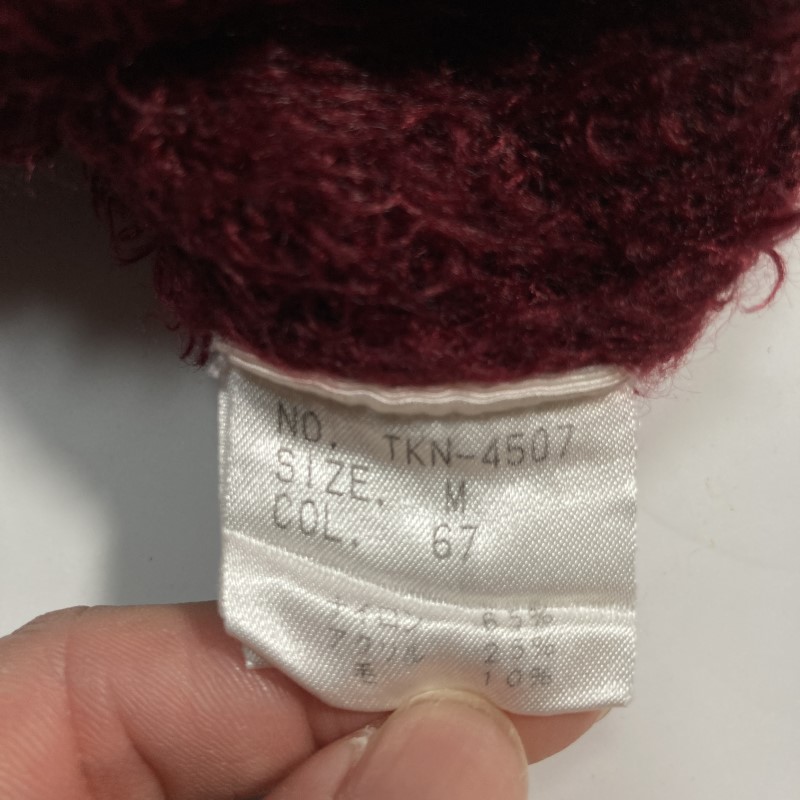 NO. TKN-4507
SIZE. M
COL. 67
ナイロン 65%
アクリル 25%
毛 10%